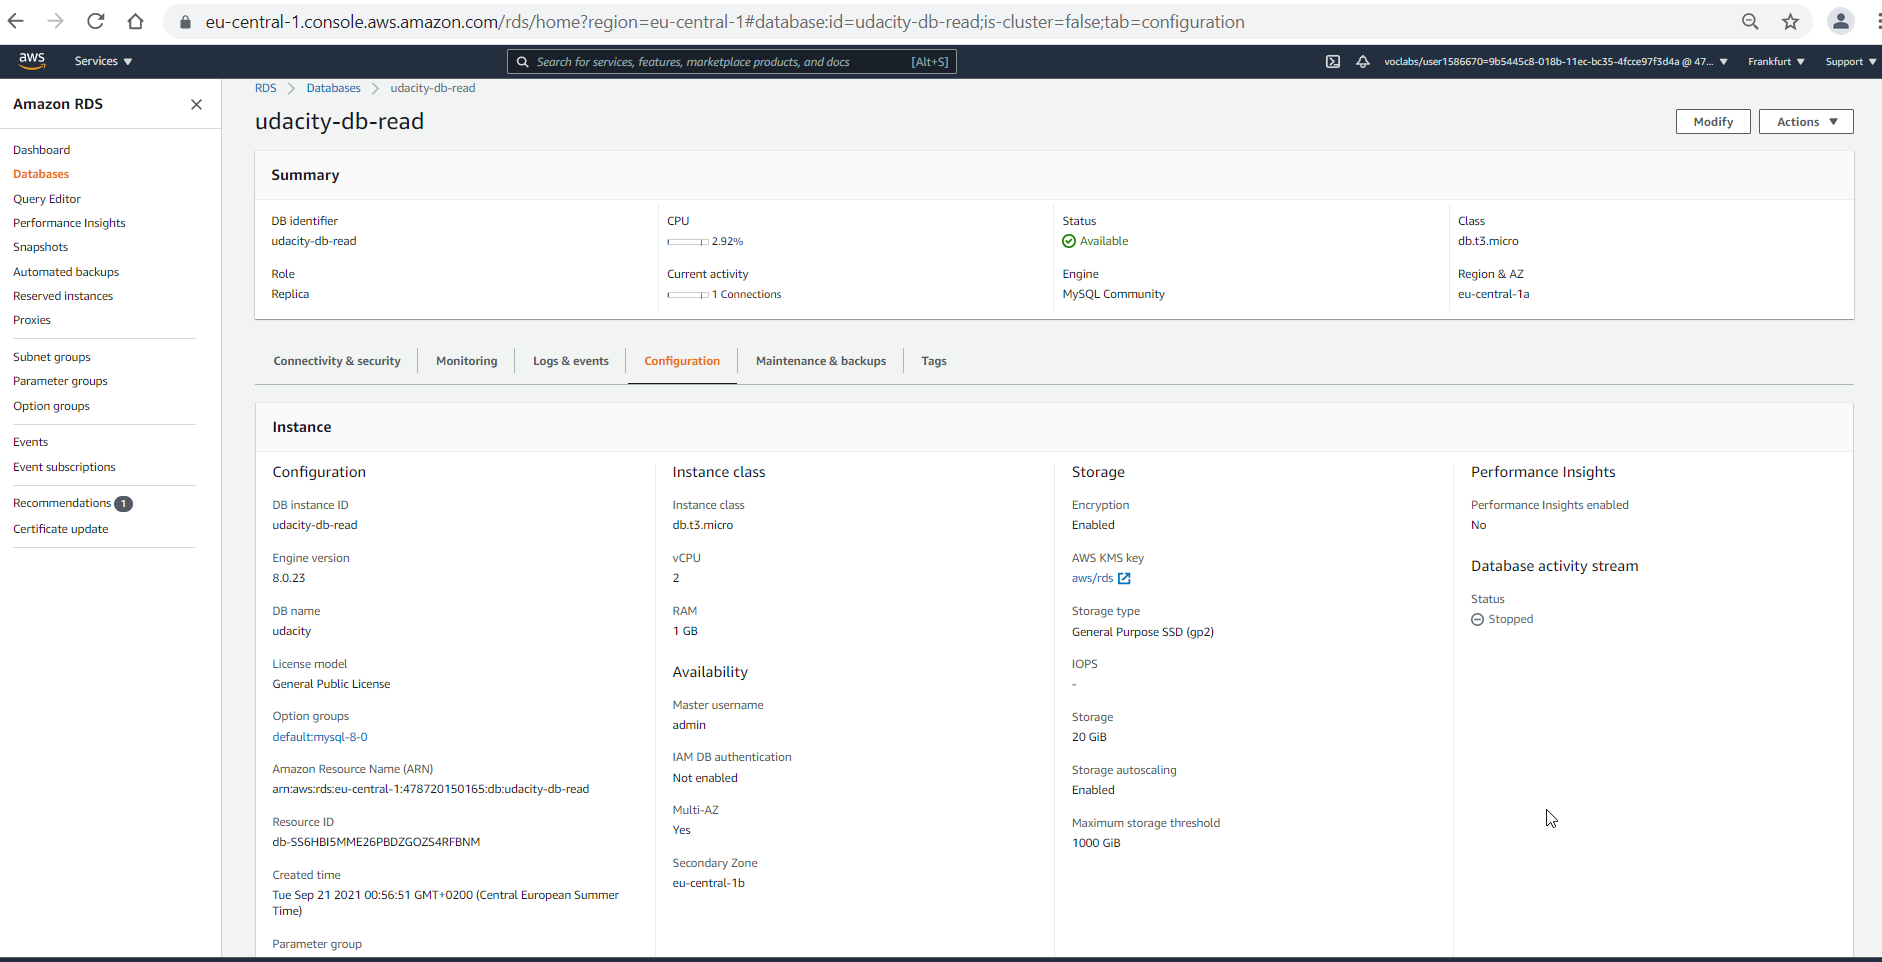 eu-central-1.console.aws.amazon.com/rds/home?region=eu-central-1#database:id=udacity-db-read;is-cluster=false;tab=configuration
aws
Services ▼
Search for services, features, marketplace products, and docs [Alt+S]
voclabs/user1586670=9b5445c8-018b-11ec-bc35-4fcce97f3d4a @ 47... ▼
Frankfurt ▼
Support ▼
Amazon RDS
Dashboard
Databases
Query Editor
Performance Insights
Snapshots
Automated backups
Reserved instances
Proxies
Subnet groups
Parameter groups
Option groups
Events
Event subscriptions
Recommendations 1
Certificate update
RDS > Databases > udacity-db-read
udacity-db-read
Modify
Actions ▼
Summary
DB identifier
udacity-db-read
Role
Replica
CPU
2.92%
Current activity
1 Connections
Status
Available
Engine
MySQL Community
Class
db.t3.micro
Region & AZ
eu-central-1a
Connectivity & security
Monitoring
Logs & events
Configuration
Maintenance & backups
Tags
Instance
Configuration
DB instance ID
udacity-db-read
Engine version
8.0.23
DB name
udacity
License model
General Public License
Option groups
default:mysql-8-0
Amazon Resource Name (ARN)
arn:aws:rds:eu-central-1:478720150165:db:udacity-db-read
Resource ID
db-SS6HBI5MME26PBDZGOZS4RFBNM
Created time
Tue Sep 21 2021 00:56:51 GMT+0200 (Central European Summer
Time)
Parameter group
Instance class
Instance class
db.t3.micro
vCPU
2
RAM
1 GB
Availability
Master username
admin
IAM DB authentication
Not enabled
Multi-AZ
Yes
Secondary Zone
eu-central-1b
Storage
Encryption
Enabled
AWS KMS key
aws/rds
Storage type
General Purpose SSD (gp2)
IOPS
-
Storage
20 GiB
Storage autoscaling
Enabled
Maximum storage threshold
1000 GiB
Performance Insights
Performance Insights enabled
No
Database activity stream
Status
Stopped